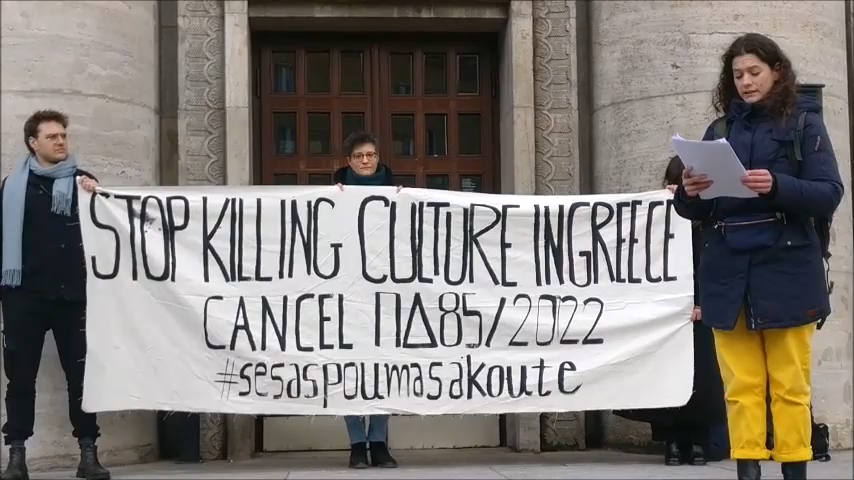 STOP KILLING CULTURE IN GREECE
CANCEL ΠΔ85/2022
#sesaspoumasakoute